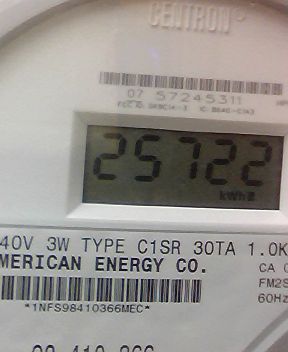 CENTRON®
07 57245311
25722
kWh
40V 3W TYPE C1SR 30TA 1.0K
MERICAN ENERGY CO.
CA 0
FM2S
60Hz
*1NFS98410366MEC*